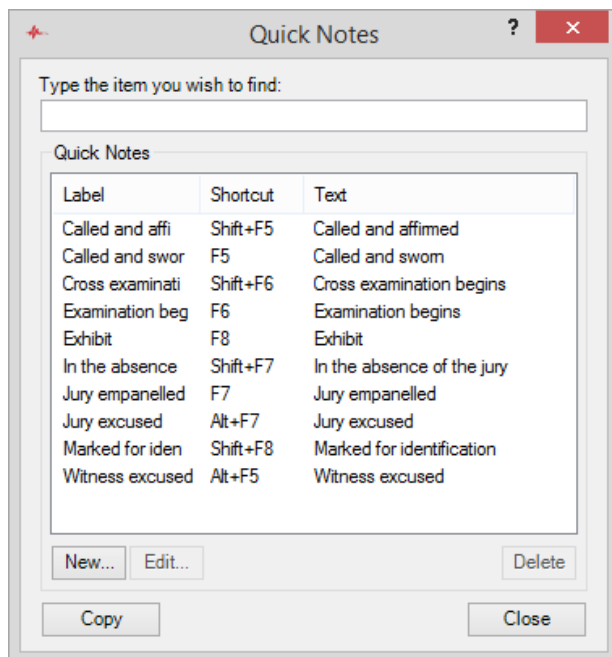 Quick Notes ? ×
Type the item you wish to find:
Quick Notes
Label Shortcut Text
Called and affi Shift+F5 Called and affirmed
Called and swor F5 Called and sworn
Cross examinati Shift+F6 Cross examination begins
Examination beg F6 Examination begins
Exhibit F8 Exhibit
In the absence Shift+F7 In the absence of the jury
Jury empanelled F7 Jury empanelled
Jury excused Alt+F7 Jury excused
Marked for iden Shift+F8 Marked for identification
Witness excused Alt+F5 Witness excused
New... Edit... Delete
Copy Close